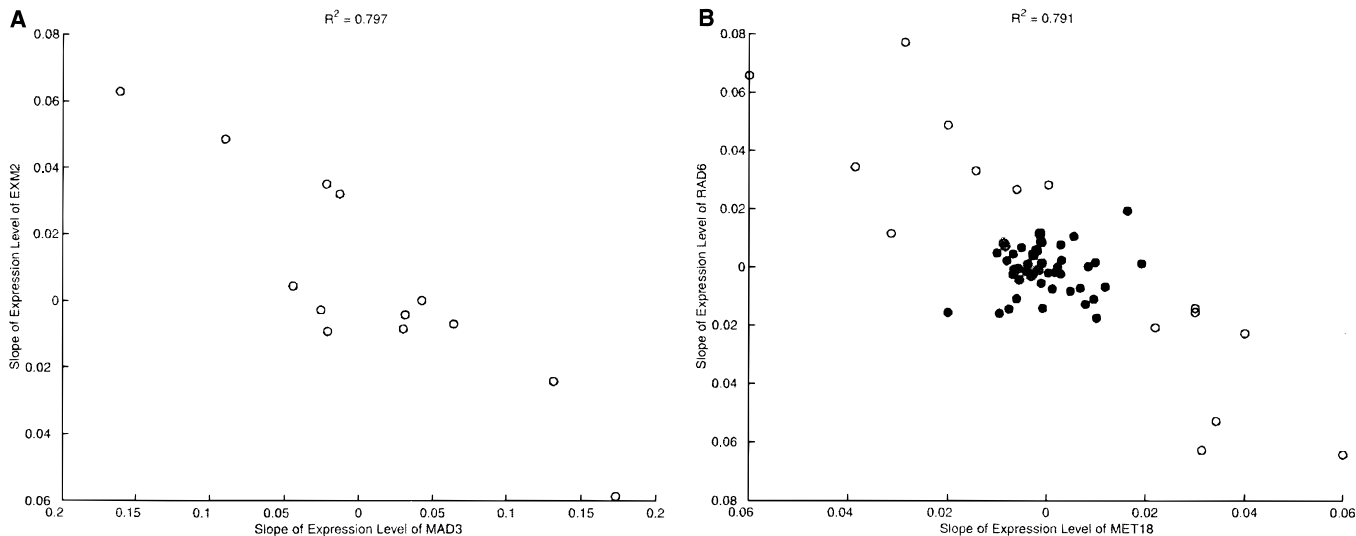 A
R² = 0.797
0.08
0.06
0.04
0.02
0
0.02
0.04
0.06
Slope of Expression Level of EXM2
0.2 0.15 0.1 0.05 0 0.05 0.1 0.15 0.2
Slope of Expression Level of MAD3
B
R² = 0.791
0.08
0.06
0.04
0.02
0
0.02
0.04
0.06
0.08
Slope of Expression Level of RAD6
0.06 0.04 0.02 0 0.02 0.04 0.06
Slope of Expression Level of MET18